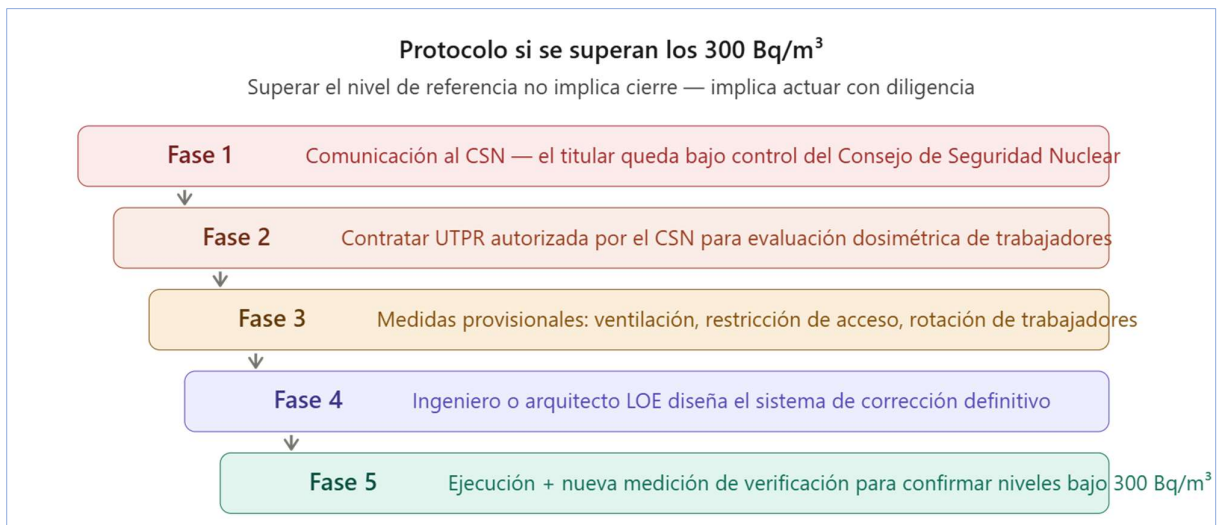 Protocolo si se superan los 300 Bq/m³
Superar el nivel de referencia no implica cierre — implica actuar con diligencia
Fase 1 Comunicación al CSN — el titular queda bajo control del Consejo de Seguridad Nuclear
Fase 2 Contratar UTPR autorizada por el CSN para evaluación dosimétrica de trabajadores
Fase 3 Medidas provisionales: ventilación, restricción de acceso, rotación de trabajadores
Fase 4 Ingeniero o arquitecto LOE diseña el sistema de corrección definitivo
Fase 5 Ejecución + nueva medición de verificación para confirmar niveles bajo 300 Bq/m³